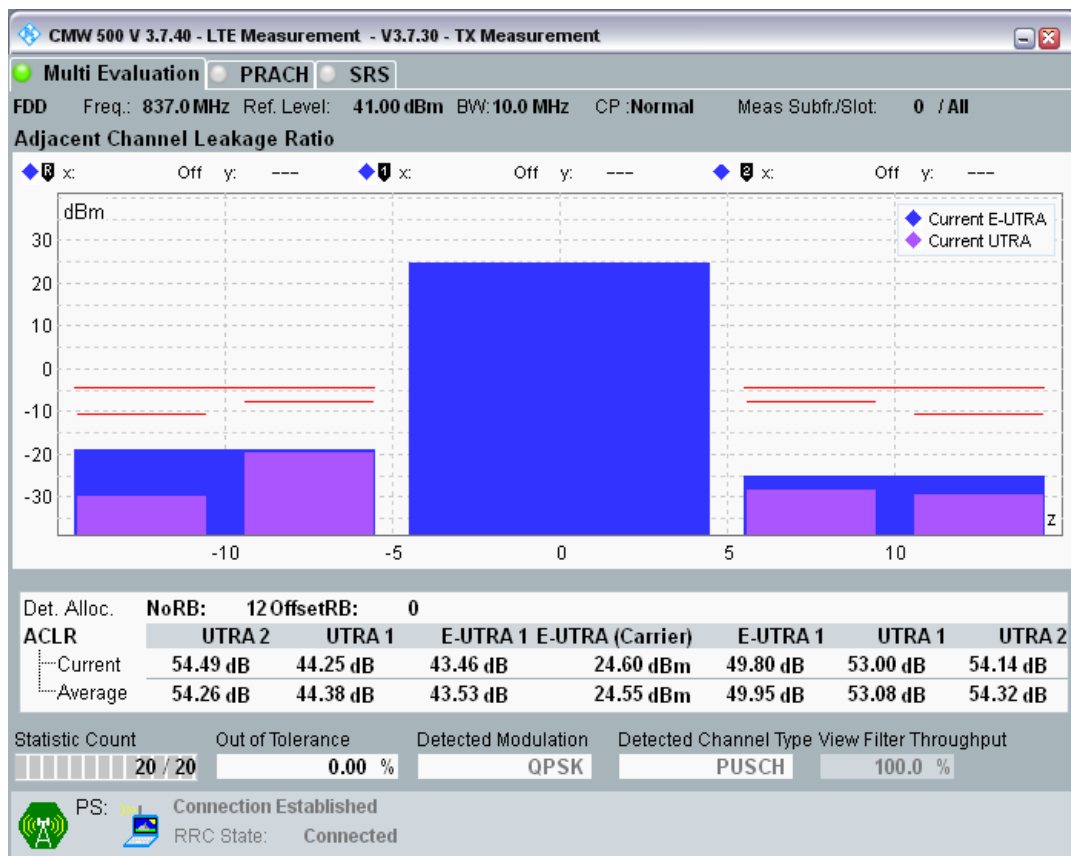 CMW 500 V 3.7.40 - LTE Measurement - V3.7.30 - TX Measurement
Multi Evaluation PRACH SRS
FDD Freq.: 837.0 MHz Ref. Level: 41.00 dBm BW: 10.0 MHz CP :Normal Meas Subfr./Slot: 0 / All
Adjacent Channel Leakage Ratio
R x: Off y: --- 1 x: Off y: --- 2 x: Off y: ---
dBm
Current E-UTRA
Current UTRA
30
20
10
0
-10
-20
-30
z
-10 -5 0 5 10
Det. Alloc. NoRB: 12 OffsetRB: 0
ACLR UTRA 2 UTRA 1 E-UTRA 1 E-UTRA (Carrier) E-UTRA 1 UTRA 1 UTRA 2
Current 54.49 dB 44.25 dB 43.46 dB 24.60 dBm 49.80 dB 53.00 dB 54.14 dB
Average 54.26 dB 44.38 dB 43.53 dB 24.55 dBm 49.95 dB 53.08 dB 54.32 dB
Statistic Count Out of Tolerance Detected Modulation Detected Channel Type View Filter Throughput
20 / 20 0.00 % QPSK PUSCH 100.0 %
PS: Connection Established
RRC State: Connected